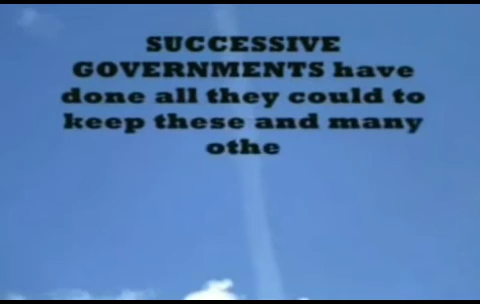 SUCCESSIVE
GOVERNMENTS have
done all they could to
keep these and many
othe